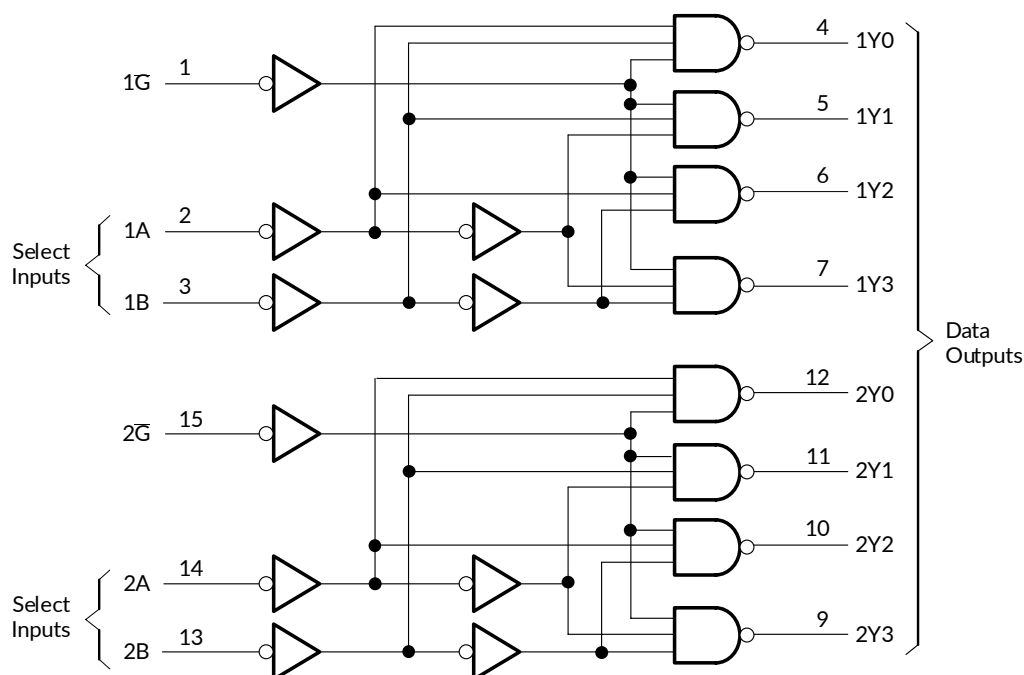 4 1Y0
1G̅ 1
5 1Y1
6 1Y2
1A 2
Select
Inputs
7 1Y3
1B 3
Data
Outputs
12 2Y0
2G̅ 15
11 2Y1
10 2Y2
2A 14
Select
Inputs
9 2Y3
2B 13